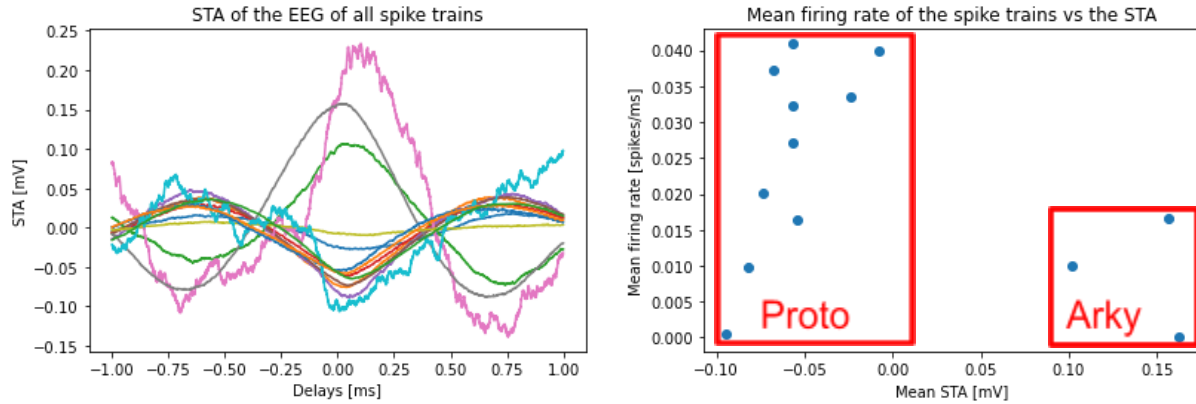 STA of the EEG of all spike trains
0.25
0.20
0.15
0.10
0.05
0.00
−0.05
−0.10
−0.15
STA [mV]
−1.00 −0.75 −0.50 −0.25 0.00 0.25 0.50 0.75 1.00
Delays [ms]
Mean firing rate of the spike trains vs the STA
0.040
0.035
0.030
0.025
0.020
0.015
0.010
0.005
0.000
Mean firing rate [spikes/ms]
Proto
Arky
−0.10 −0.05 0.00 0.05 0.10 0.15
Mean STA [mV]